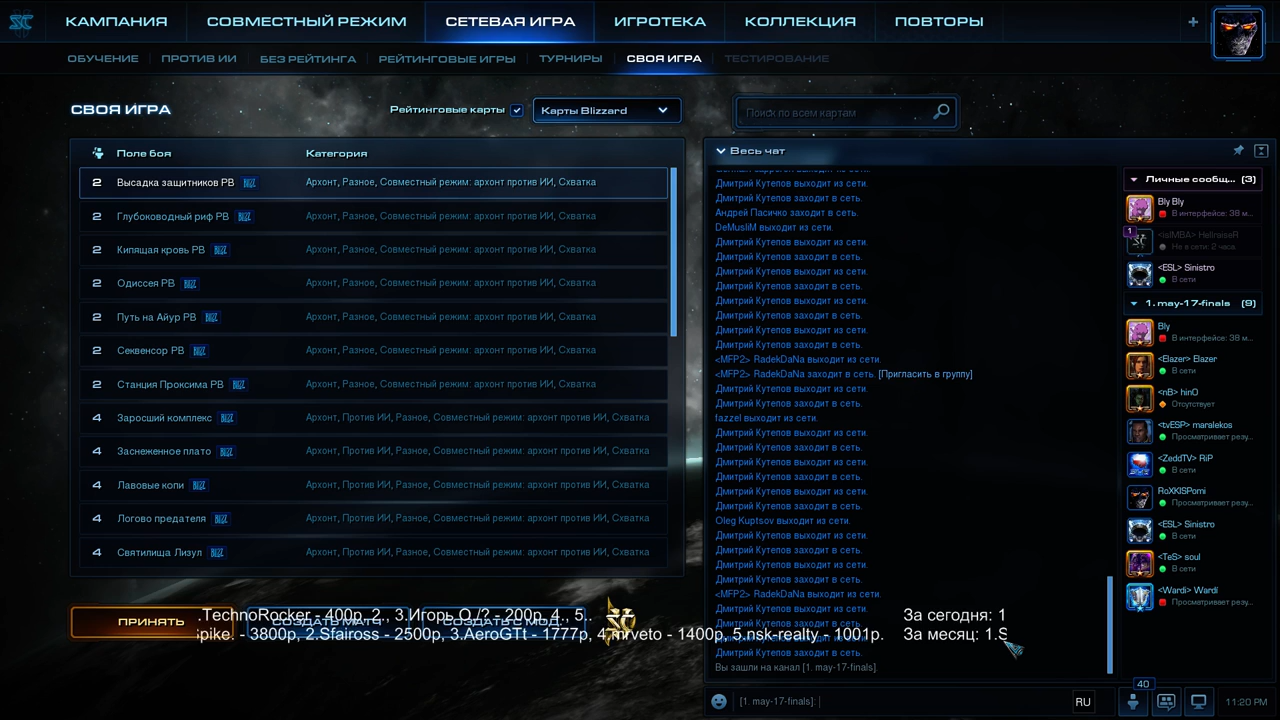 КАМПАНИЯ
СОВМЕСТНЫЙ РЕЖИМ
СЕТЕВАЯ ИГРА
ИГРОТЕКА
КОЛЛЕКЦИЯ
ПОВТОРЫ
ОБУЧЕНИЕ
ПРОТИВ ИИ
БЕЗ РЕЙТИНГА
РЕЙТИНГОВЫЕ ИГРЫ
ТУРНИРЫ
СВОЯ ИГРА
ТЕСТИРОВАНИЕ
СВОЯ ИГРА
Рейтинговые карты
Карты Blizzard
Поиск по всем картам
Поле боя Категория
2 Высадка защитников РВ Архонт, Разное, Совместный режим: архонт против ИИ, Схватка
2 Глубоководный риф РВ Архонт, Разное, Совместный режим: архонт против ИИ, Схватка
2 Кипящая кровь РВ Архонт, Разное, Совместный режим: архонт против ИИ, Схватка
2 Одиссея РВ Архонт, Разное, Совместный режим: архонт против ИИ, Схватка
2 Путь на Айур РВ Архонт, Разное, Совместный режим: архонт против ИИ, Схватка
2 Секвенсор РВ Архонт, Разное, Совместный режим: архонт против ИИ, Схватка
2 Станция Проксима РВ Архонт, Разное, Совместный режим: архонт против ИИ, Схватка
4 Заросший комплекс Архонт, Против ИИ, Разное, Совместный режим: архонт против ИИ, Схватка
4 Заснеженное плато Архонт, Против ИИ, Разное, Совместный режим: архонт против ИИ, Схватка
4 Лавовые копи Архонт, Против ИИ, Разное, Совместный режим: архонт против ИИ, Схватка
4 Логово предателя Архонт, Против ИИ, Разное, Совместный режим: архонт против ИИ, Схватка
4 Святилища Лизул Архонт, Против ИИ, Разное, Совместный режим: архонт против ИИ, Схватка
ПРИНЯТЬ
.TechnoRocker - 400р, 2., 3.Игорь О./2 - 200р, 4., 5..
За сегодня: 1
pike. - 3800р, 2.Sfaiross - 2500р, 3.AeroGTt - 1777р, 4.mrveto - 1400р, 5.nsk-realty - 1001р.
За месяц: 1.S
Весь чат
Дмитрий Кутепов выходит из сети.
Дмитрий Кутепов заходит в сеть.
Андрей Пасичко заходит в сеть.
DeMusliM выходит из сети.
Дмитрий Кутепов выходит из сети.
Дмитрий Кутепов заходит в сеть.
Дмитрий Кутепов выходит из сети.
Дмитрий Кутепов заходит в сеть.
Дмитрий Кутепов выходит из сети.
Дмитрий Кутепов заходит в сеть.
Дмитрий Кутепов выходит из сети.
Дмитрий Кутепов заходит в сеть.
<MFP2> RadekDaNa выходит из сети.
<MFP2> RadekDaNa заходит в сеть. [Пригласить в группу]
Дмитрий Кутепов выходит из сети.
Дмитрий Кутепов заходит в сеть.
fazzel выходит из сети.
Дмитрий Кутепов выходит из сети.
Дмитрий Кутепов заходит в сеть.
Дмитрий Кутепов выходит из сети.
Дмитрий Кутепов заходит в сеть.
Дмитрий Кутепов выходит из сети.
Дмитрий Кутепов заходит в сеть.
Oleg Kuptsov выходит из сети.
Дмитрий Кутепов выходит из сети.
Дмитрий Кутепов заходит в сеть.
Дмитрий Кутепов выходит из сети.
Дмитрий Кутепов заходит в сеть.
<MFP2> RadekDaNa выходит из сети.
Дмитрий Кутепов выходит из сети.
Дмитрий Кутепов заходит в сеть.
Вы зашли на канал [1. may-17-finals].
[1. may-17-finals]:
RU
Личные сообщ... (3)
Bly Bly
В интерфейсе: 38 м...
1
<isIMBA> HellraiseR
Не в сети: 2 часа.
<ESL> Sinistro
В сети
1. may-17-finals (9)
Bly
В интерфейсе: 38 м...
<Elazer> Elazer
В сети
<nB> hinO
Отсутствует
<tvESP> maralekos
Просматривает резу...
<ZeddTV> RiP
В сети
RoXKISPomi
Просматривает резу...
<ESL> Sinistro
В сети
<TeS> soul
В сети
<Wardi> Wardi
Просматривает резу...
40
11:20 PM